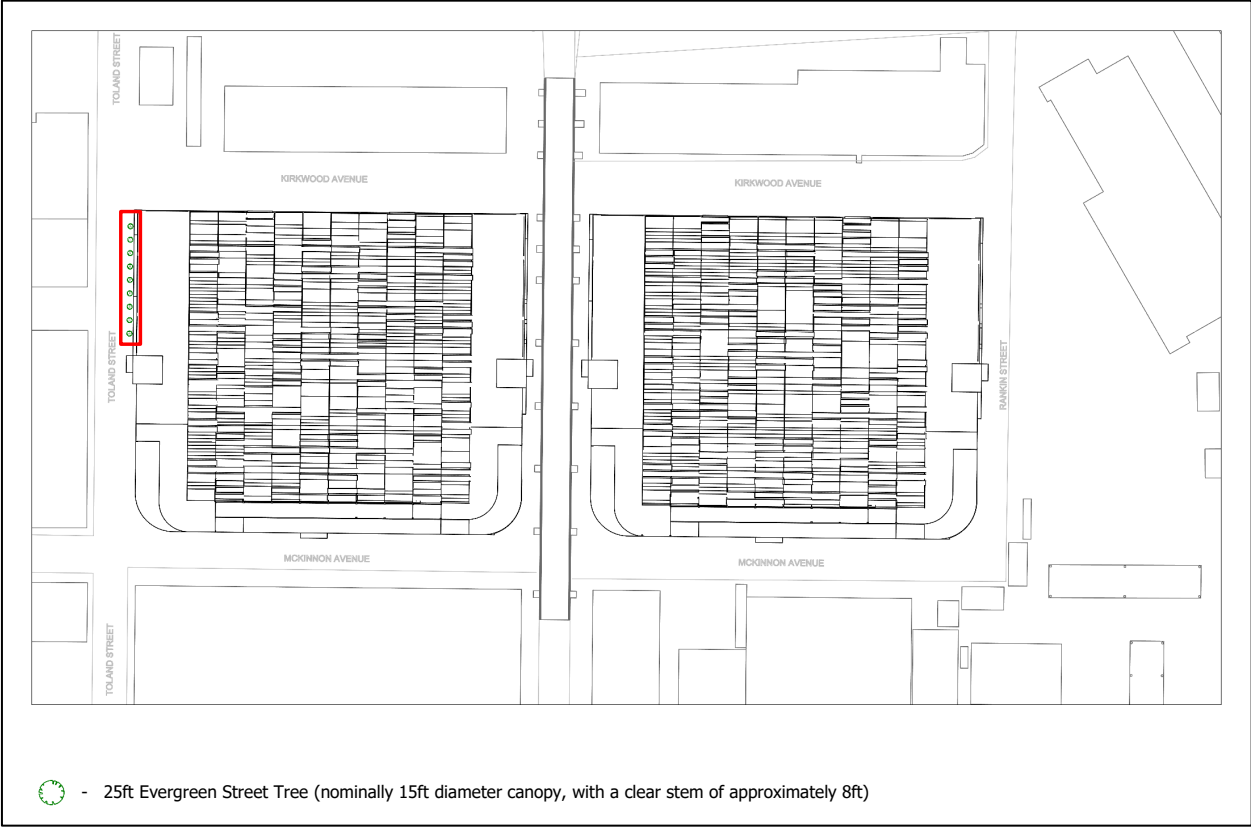 TOLAND STREET
KIRKWOOD AVENUE
KIRKWOOD AVENUE
TOLAND STREET
RANKIN STREET
MCKINNON AVENUE
MCKINNON AVENUE
TOLAND STREET
- 25ft Evergreen Street Tree (nominally 15ft diameter canopy, with a clear stem of approximately 8ft)